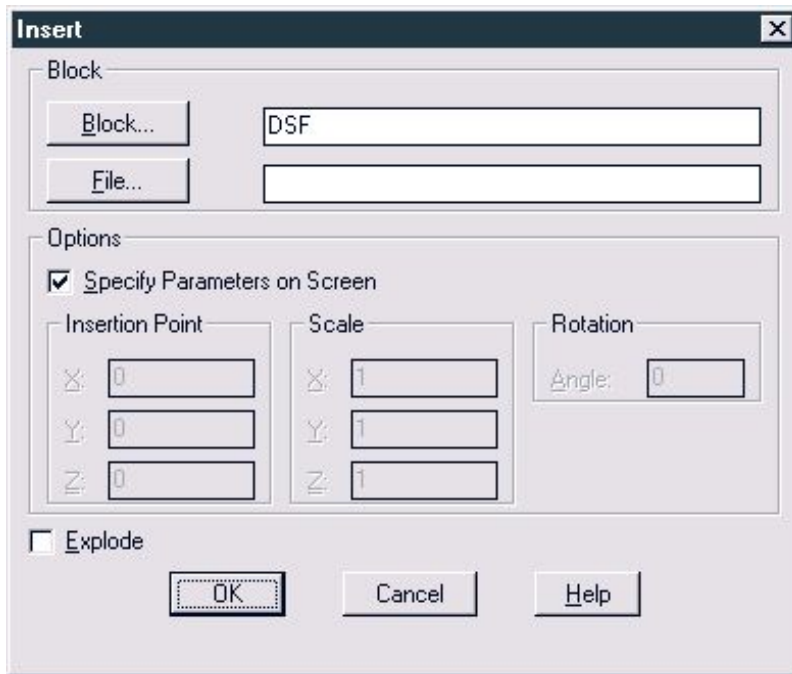 Insert
Block
Block...
DSF
File...
Options
Specify Parameters on Screen
Insertion Point
X: 0
Y: 0
Z: 0
Scale
X: 1
Y: 1
Z: 1
Rotation
Angle: 0
Explode
OK
Cancel
Help